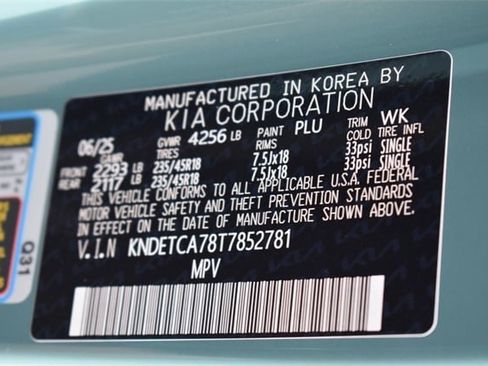 MANUFACTURED IN KOREA BY
KIA CORPORATION
06/25 GVWR 4256 LB PAINT PLU TRIM WK
GAWR TIRES RIMS COLD TIRE INFL
FRONT 2293 LB 235/45R18 7.5Jx18 33psi SINGLE
REAR 2117 LB 235/45R18 7.5Jx18 33psi SINGLE
THIS VEHICLE CONFORMS TO ALL APPLICABLE U.S.A. FEDERAL
MOTOR VEHICLE SAFETY AND THEFT PREVENTION STANDARDS
IN EFFECT ON THE DATE OF MANUFACTURE SHOWN ABOVE.
V.I.N KNDETCA78T7852781
MPV
Q31